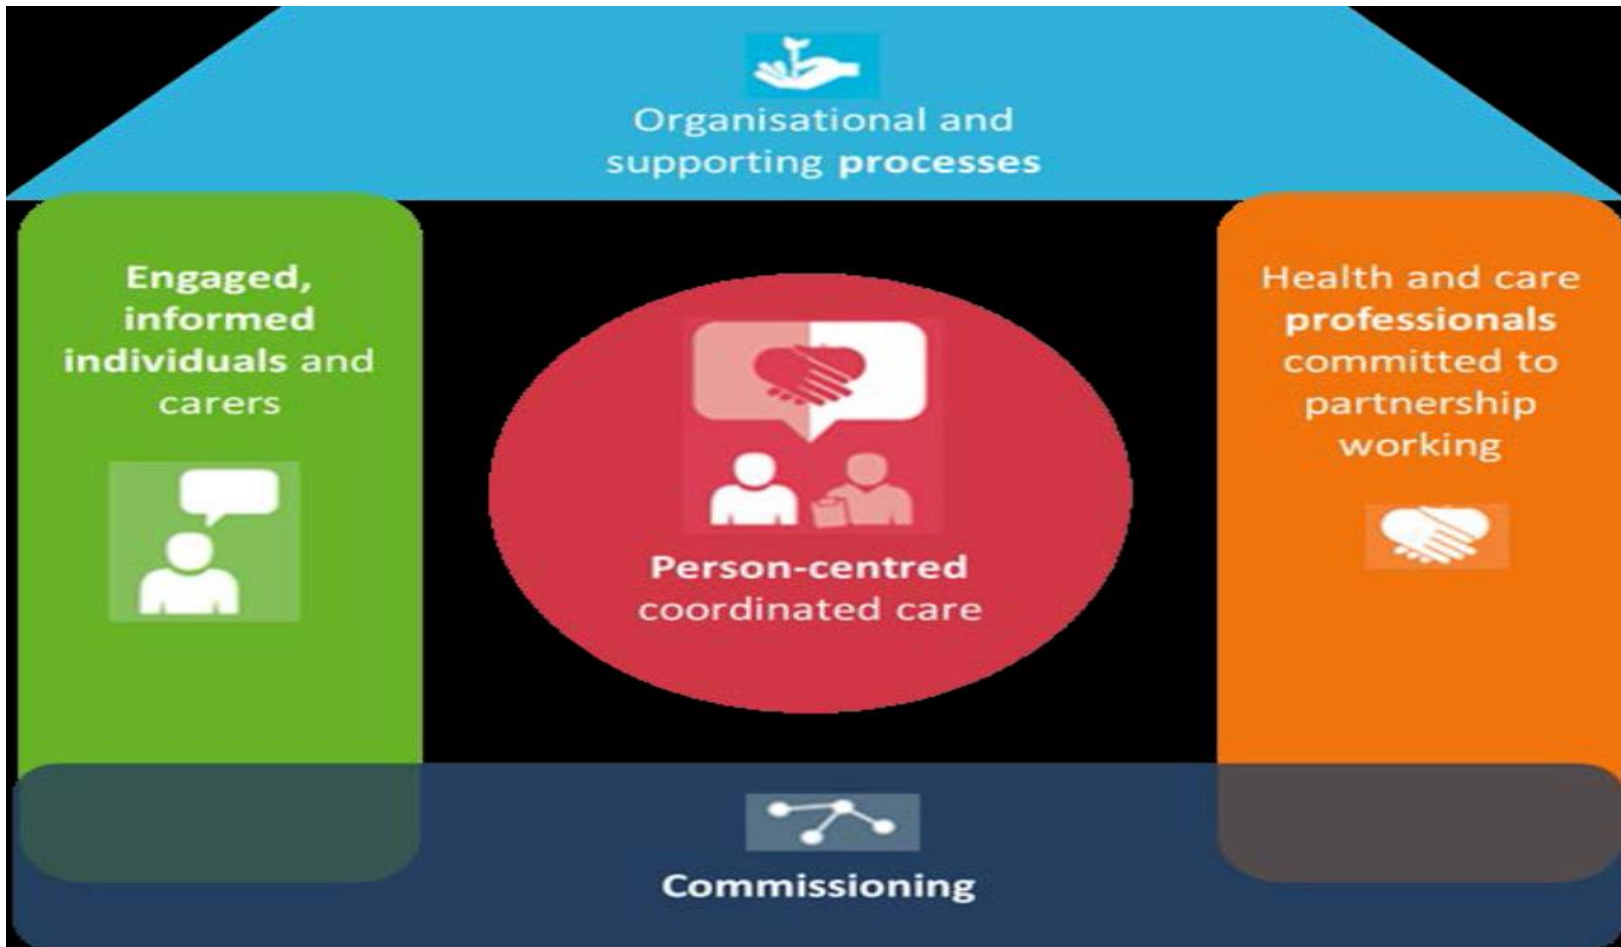 Organisational and
supporting processes
Engaged,
informed
individuals and
carers
Person-centred
coordinated care
Health and care
professionals
committed to
partnership
working
Commissioning